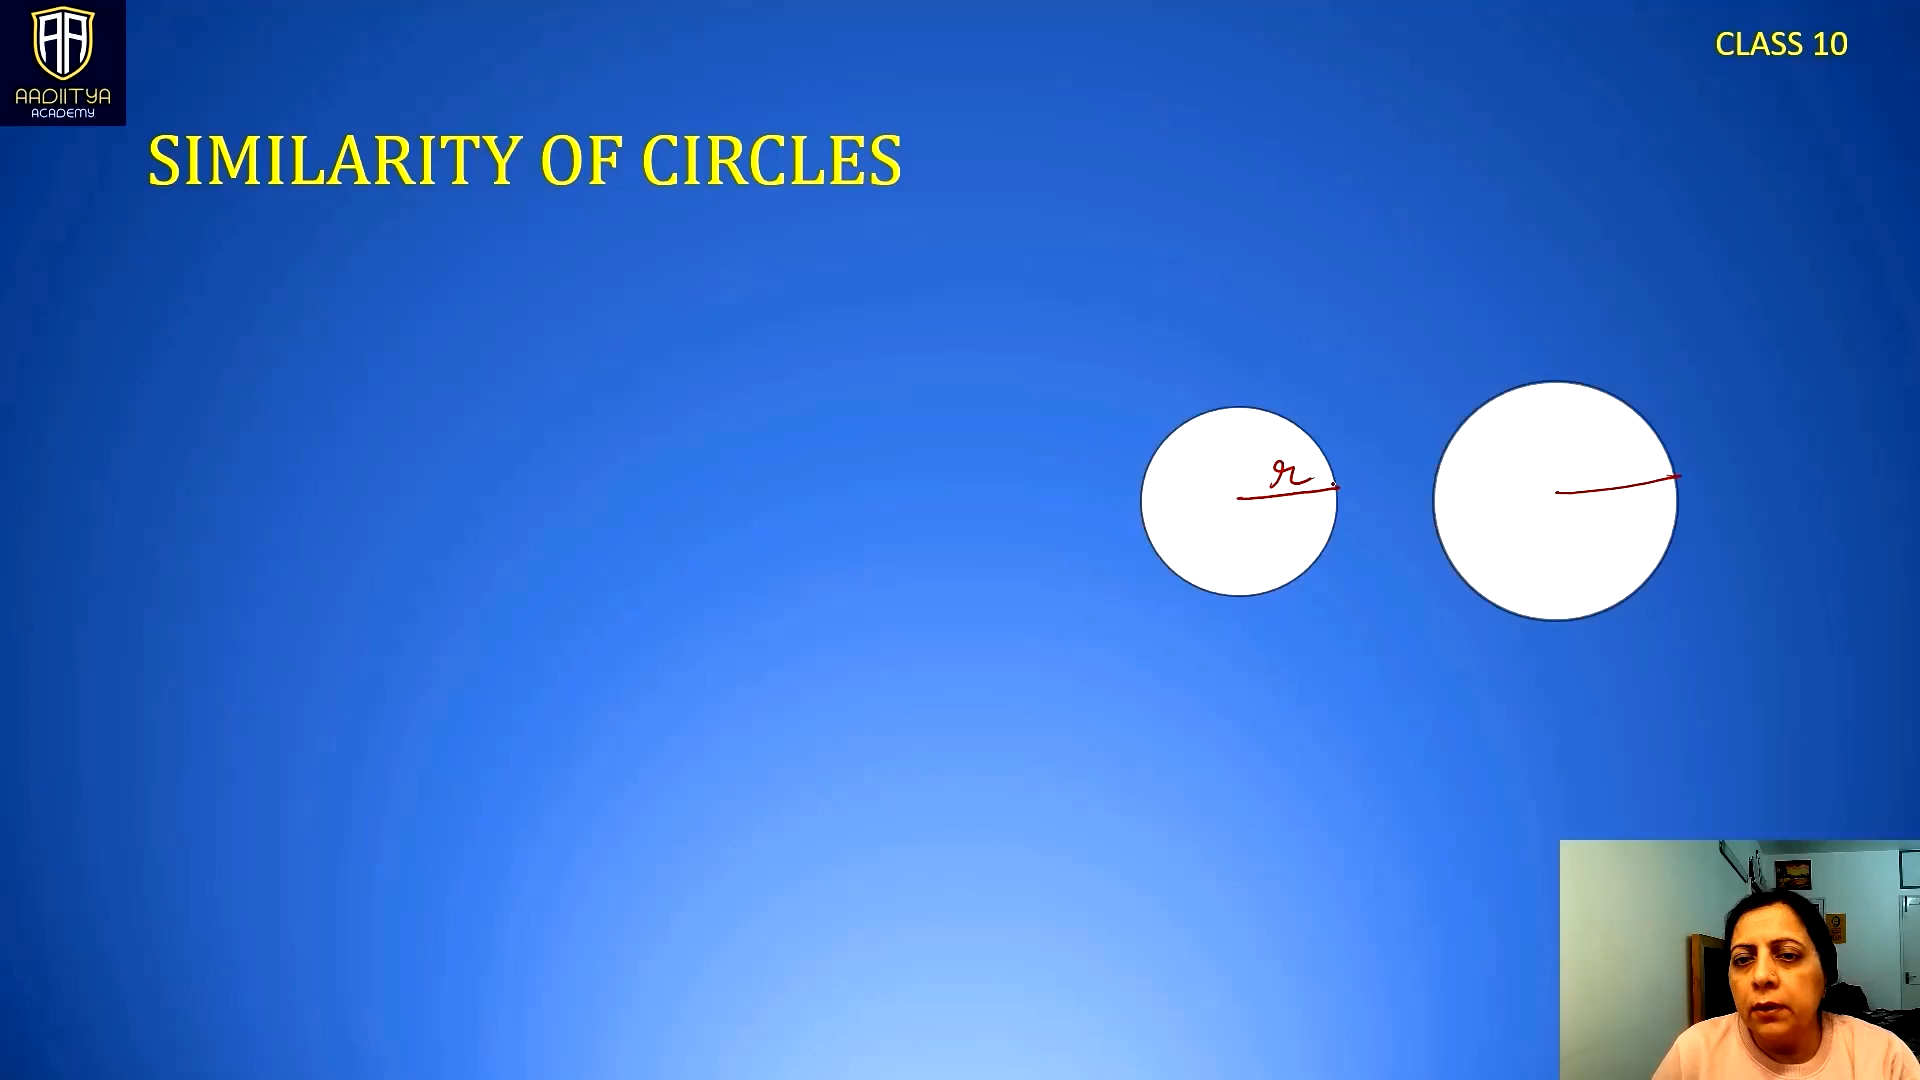 AADIITYA
ACADEMY
CLASS 10
SIMILARITY OF CIRCLES
r